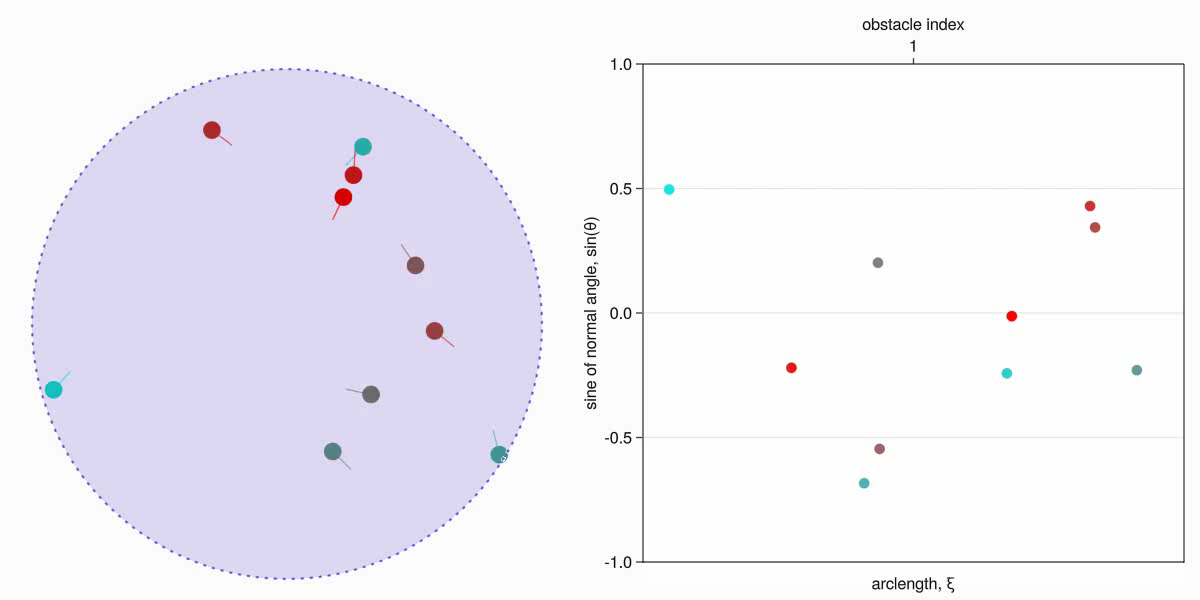 obstacle index
1
1.0
0.5
0.0
-0.5
-1.0
sine of normal angle, sin(θ)
arclength, ξ